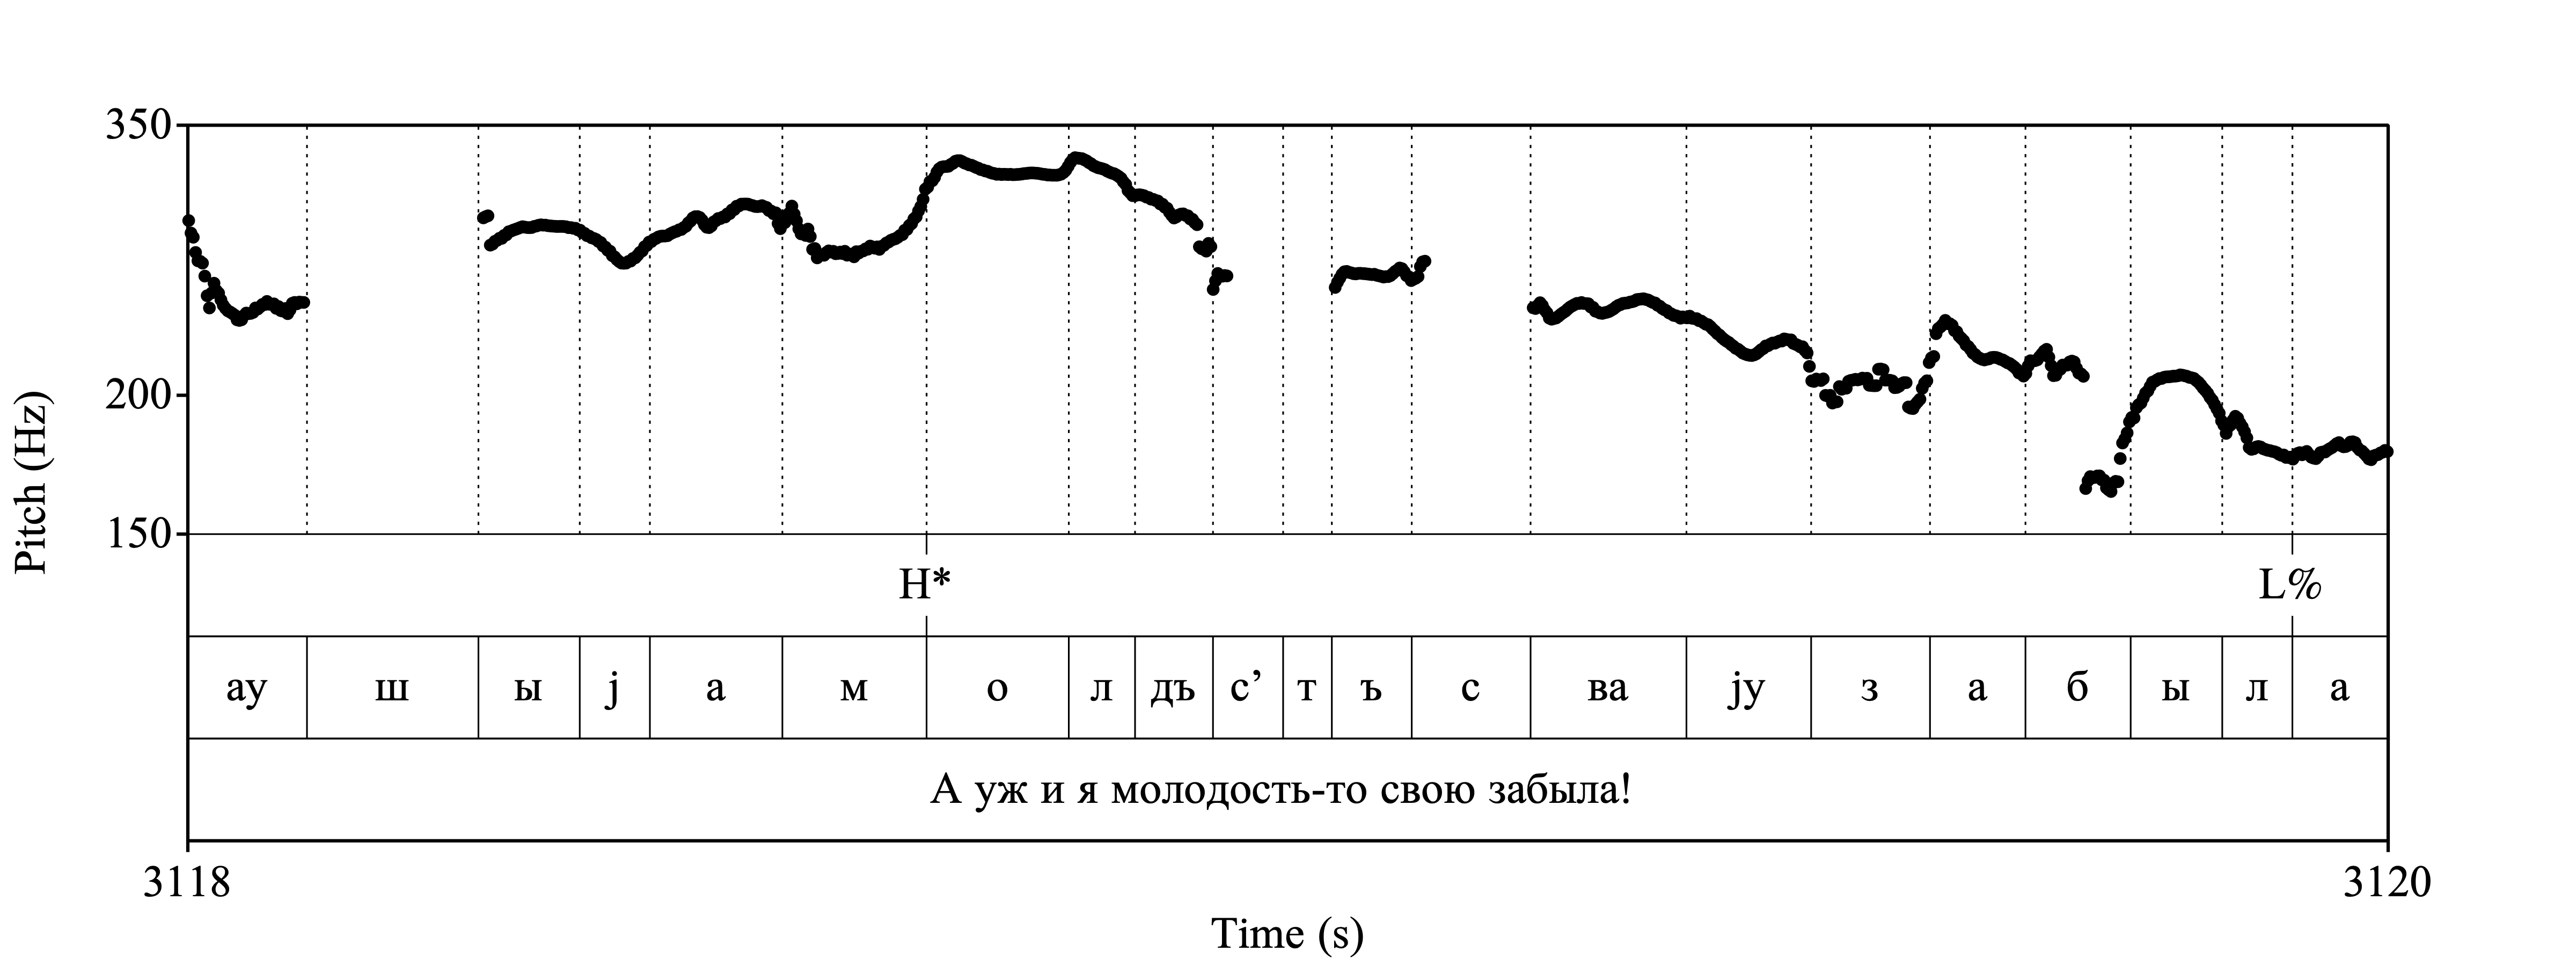 350
200
150
Pitch (Hz)
H* L%
ау ш ы j а м о л дъ с’ т ъ с ва jу з а б ы л а
А уж и я молодость-то свою забыла!
3118 3120
Time (s)